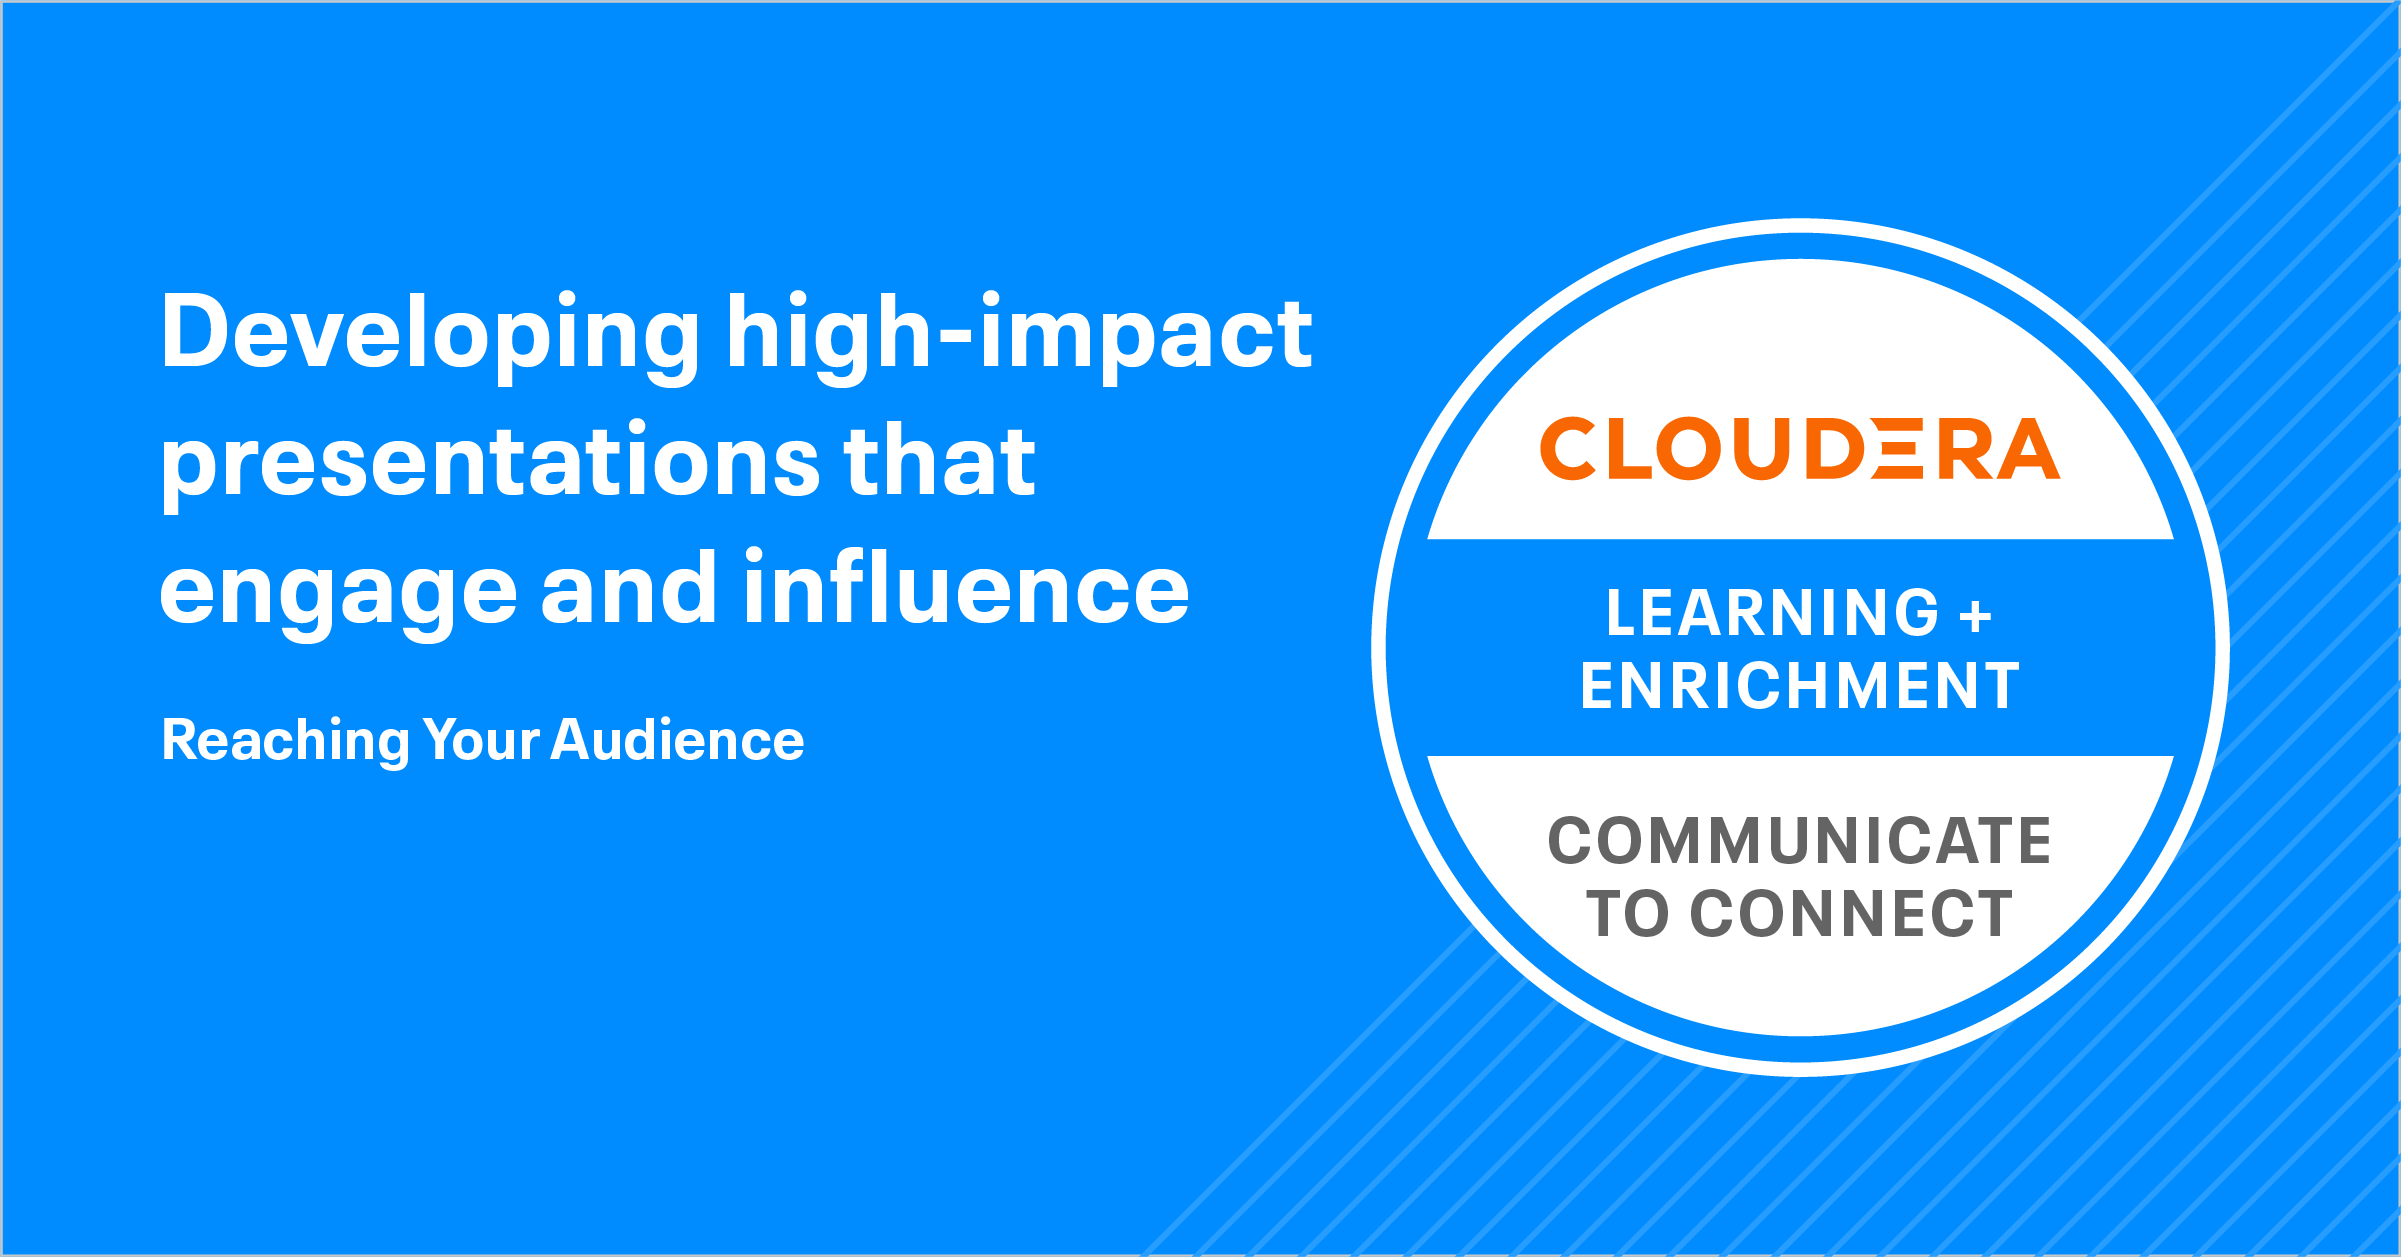 Developing high-impact
presentations that
engage and influence
Reaching Your Audience
CLOUDERA
LEARNING +
ENRICHMENT
COMMUNICATE
TO CONNECT